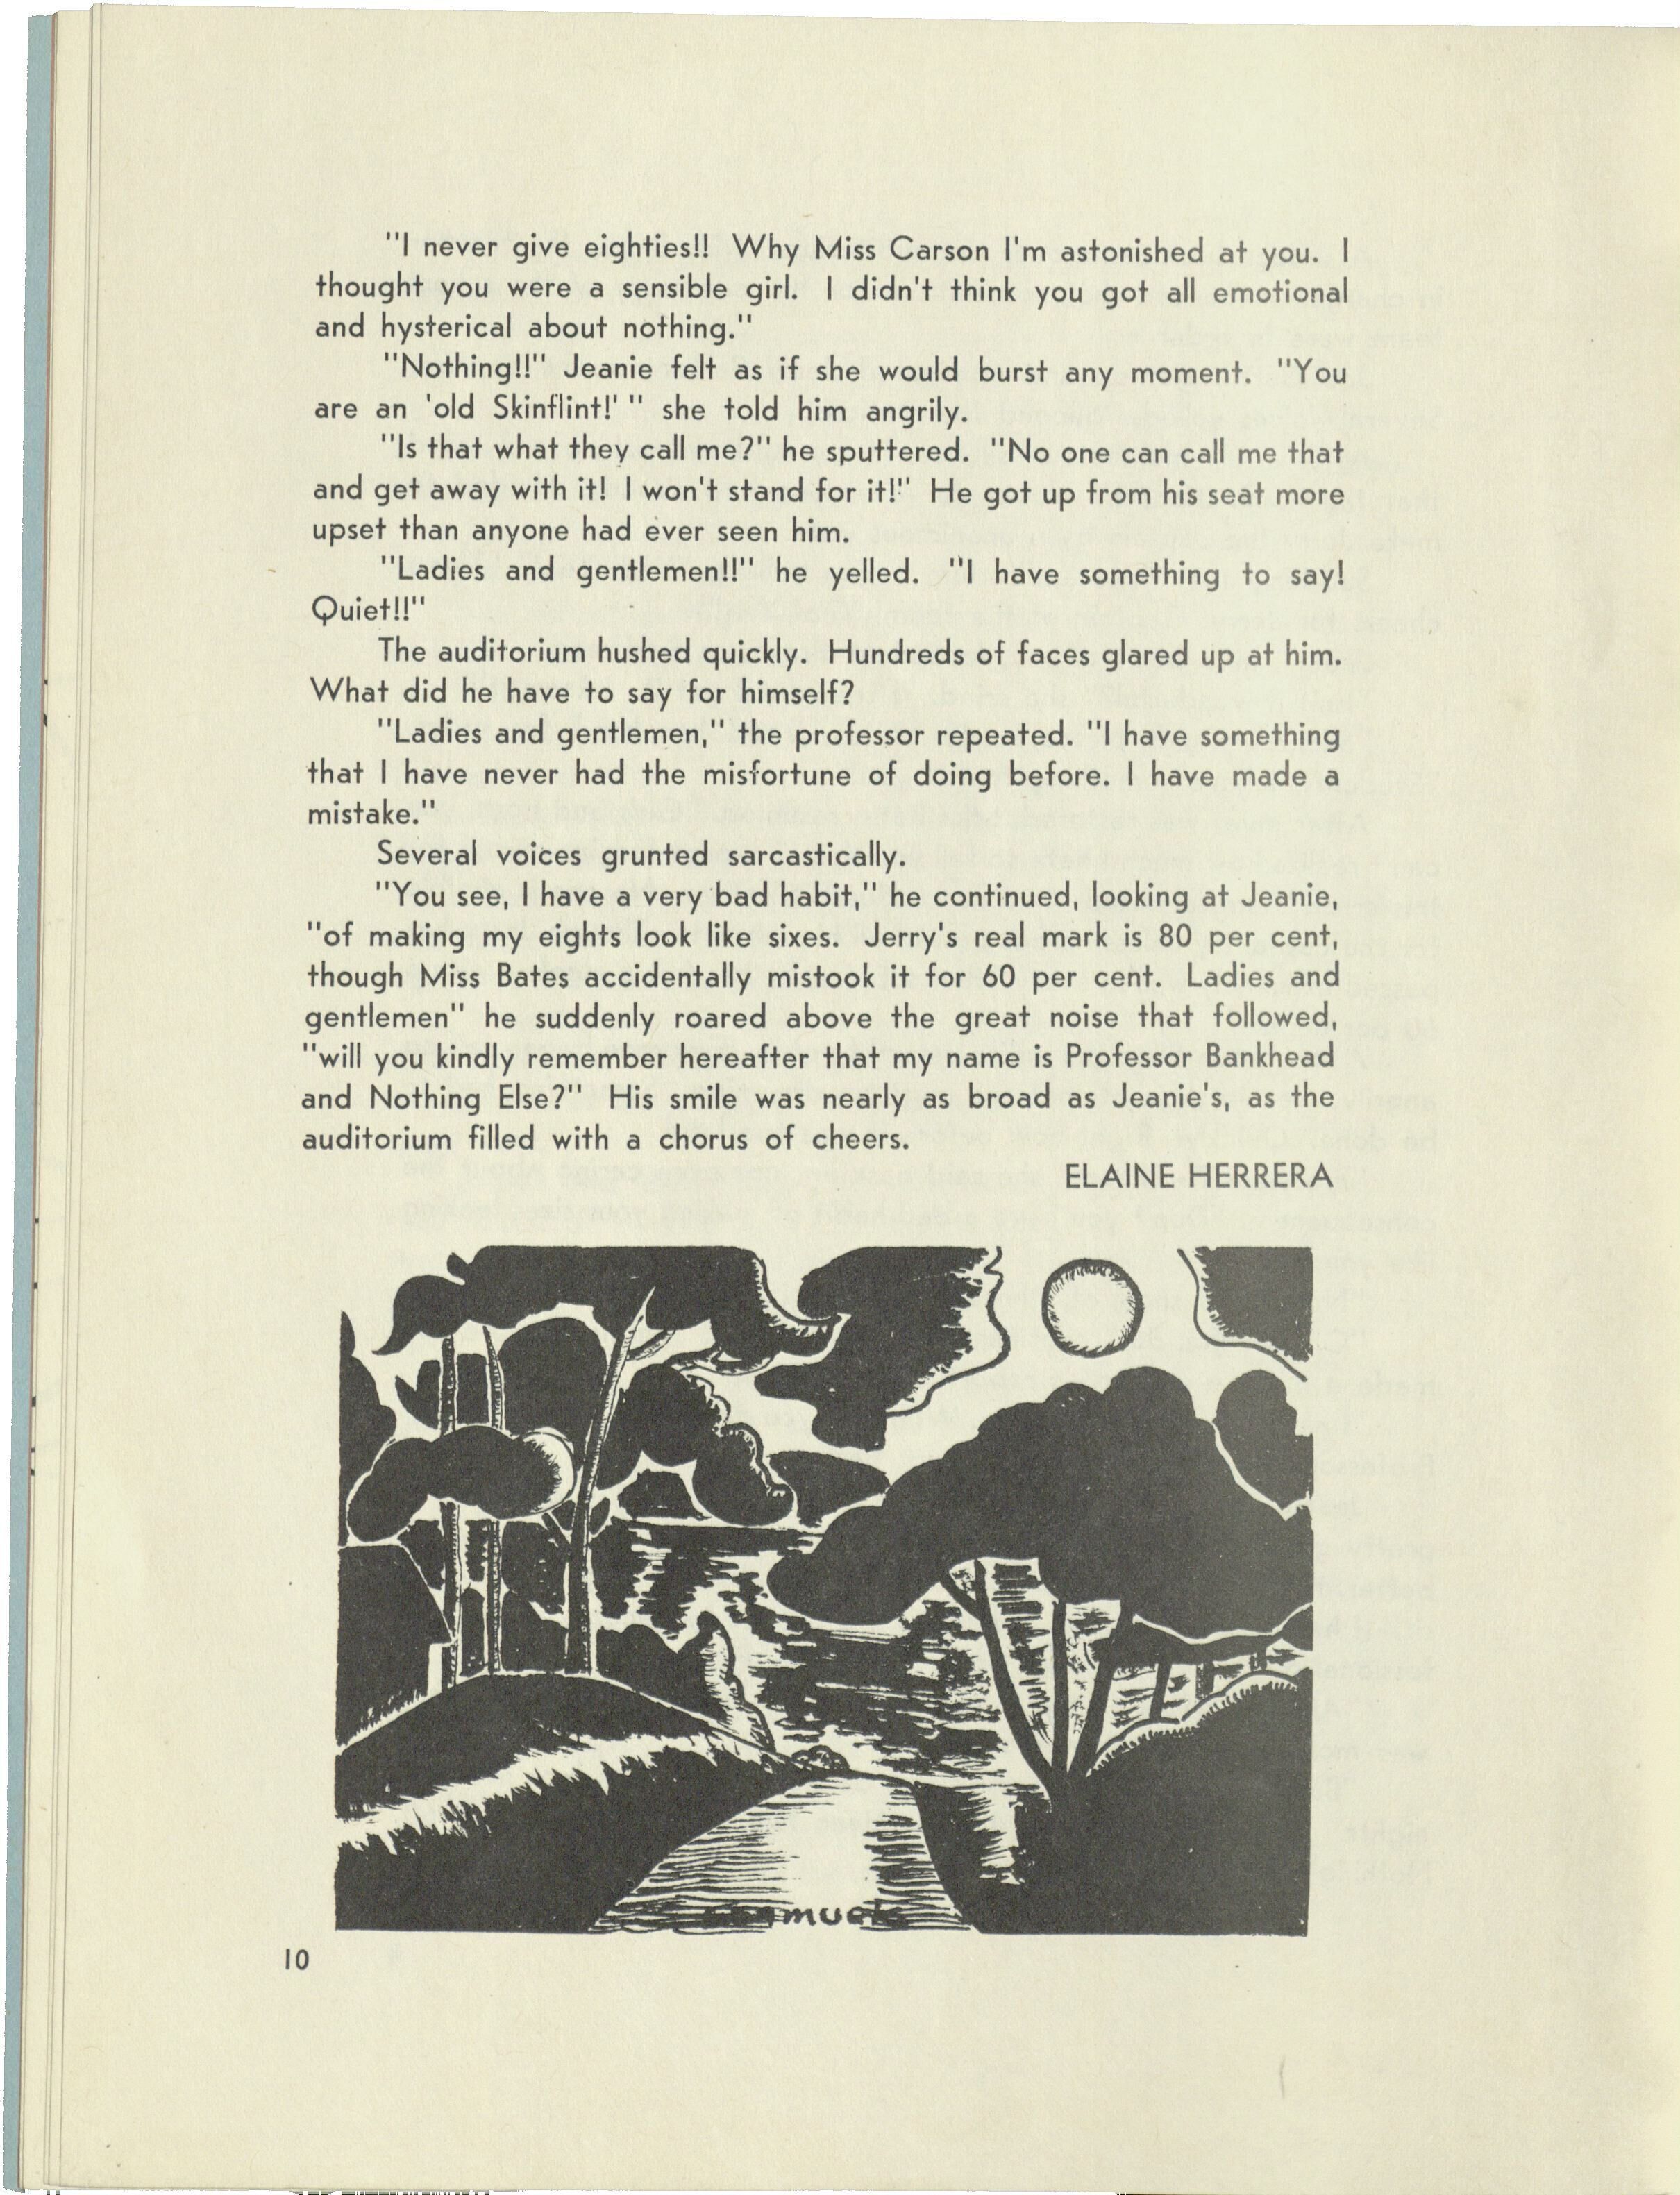 "I never give eighties!! Why Miss Carson I'm astonished at you. I
thought you were a sensible girl. I didn't think you got all emotional
and hysterical about nothing."
"Nothing!!" Jeanie felt as if she would burst any moment. "You
are an 'old Skinflint!' " she told him angrily.
"Is that what they call me?" he sputtered. "No one can call me that
and get away with it! I won't stand for it!" He got up from his seat more
upset than anyone had ever seen him.
"Ladies and gentlemen!!" he yelled. "I have something to say!
Quiet!!"
The auditorium hushed quickly. Hundreds of faces glared up at him.
What did he have to say for himself?
"Ladies and gentlemen," the professor repeated. "I have something
that I have never had the misfortune of doing before. I have made a
mistake."
Several voices grunted sarcastically.
"You see, I have a very bad habit," he continued, looking at Jeanie,
"of making my eights look like sixes. Jerry's real mark is 80 per cent,
though Miss Bates accidentally mistook it for 60 per cent. Ladies and
gentlemen" he suddenly roared above the great noise that followed,
"will you kindly remember hereafter that my name is Professor Bankhead
and Nothing Else?" His smile was nearly as broad as Jeanie's, as the
auditorium filled with a chorus of cheers.
ELAINE HERRERA
10